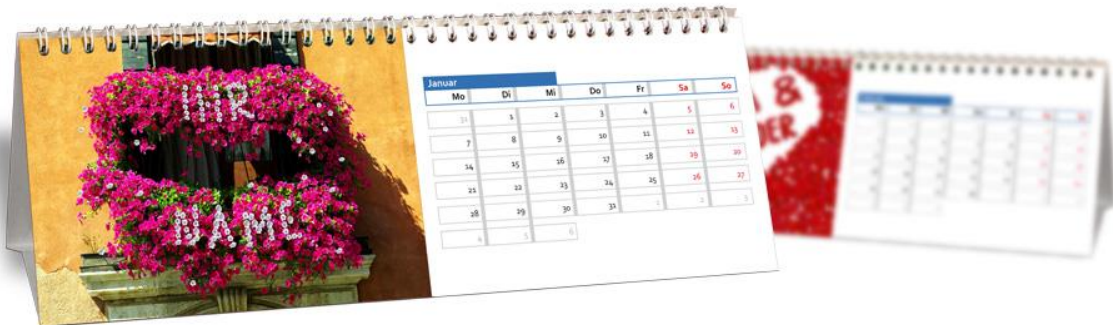 IHR
NAME
Januar
Mo Di Mi Do Fr Sa So
31 1 2 3 4 5 6
7 8 9 10 11 12 13
14 15 16 17 18 19 20
21 22 23 24 25 26 27
28 29 30 31 1 2 3
4 5 6
&